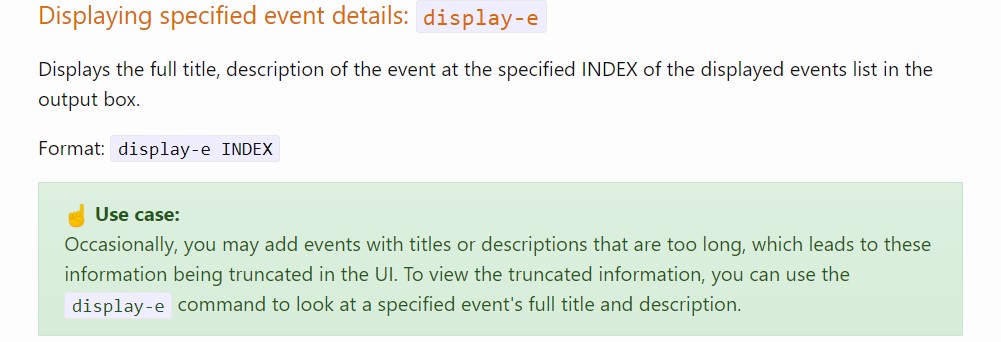 Displaying specified event details: display-e
Displays the full title, description of the event at the specified INDEX of the displayed events list in the
output box.
Format: display-e INDEX
☝ Use case:
Occasionally, you may add events with titles or descriptions that are too long, which leads to these
information being truncated in the UI. To view the truncated information, you can use the
display-e command to look at a specified event's full title and description.